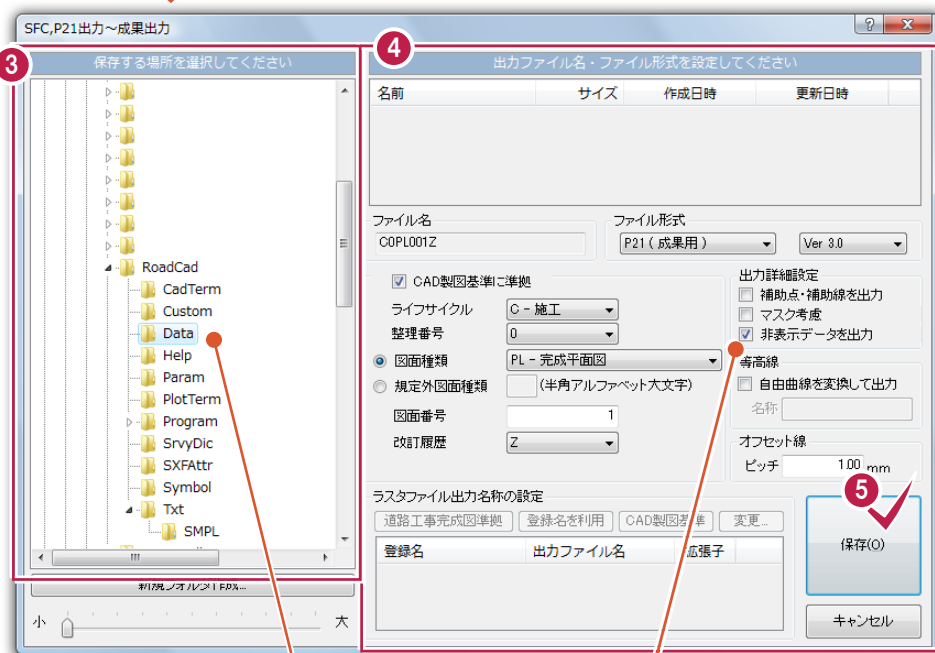 SFC,P21出力～成果出力
3
保存する場所を選択してください
RoadCad
CadTerm
Custom
Data
Help
Param
PlotTerm
Program
SrvyDic
SXFAttr
Symbol
Txt
SMPL
新規フォルダ作成...
小
大
4
出力ファイル名・ファイル形式を設定してください
名前 サイズ 作成日時 更新日時
ファイル名
C0PL001Z
ファイル形式
P21 ( 成果用 )
Ver 3.0
CAD製図基準に準拠
ライフサイクル C - 施工
整理番号 0
図面種類 PL - 完成平面図
規定外図面種類 (半角アルファベット大文字)
図面番号 1
改訂履歴 Z
出力詳細設定
補助点・補助線を出力
マスク考慮
非表示データを出力
等高線
自由曲線を変換して出力
名称
オフセット線
ピッチ 1.00 mm
ラスタファイル出力名称の設定
道路工事完成図準拠 登録名を利用 CAD製図基準 変更...
登録名 出力ファイル名 拡張子
5
保存(O)
キャンセル